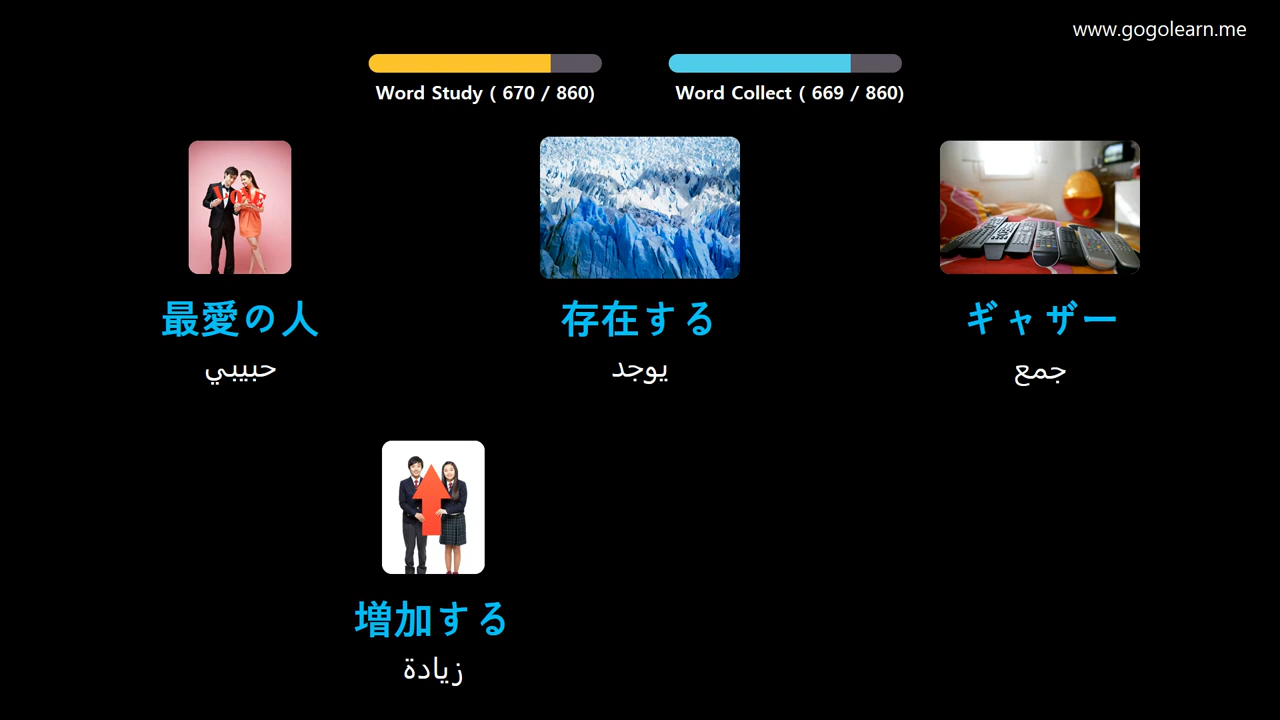 www.gogolearn.me
Word Study ( 670 / 860)
Word Collect ( 669 / 860)
最愛の人
حبيبي
存在する
يوجد
ギャザー
جمع
増加する
زيادة